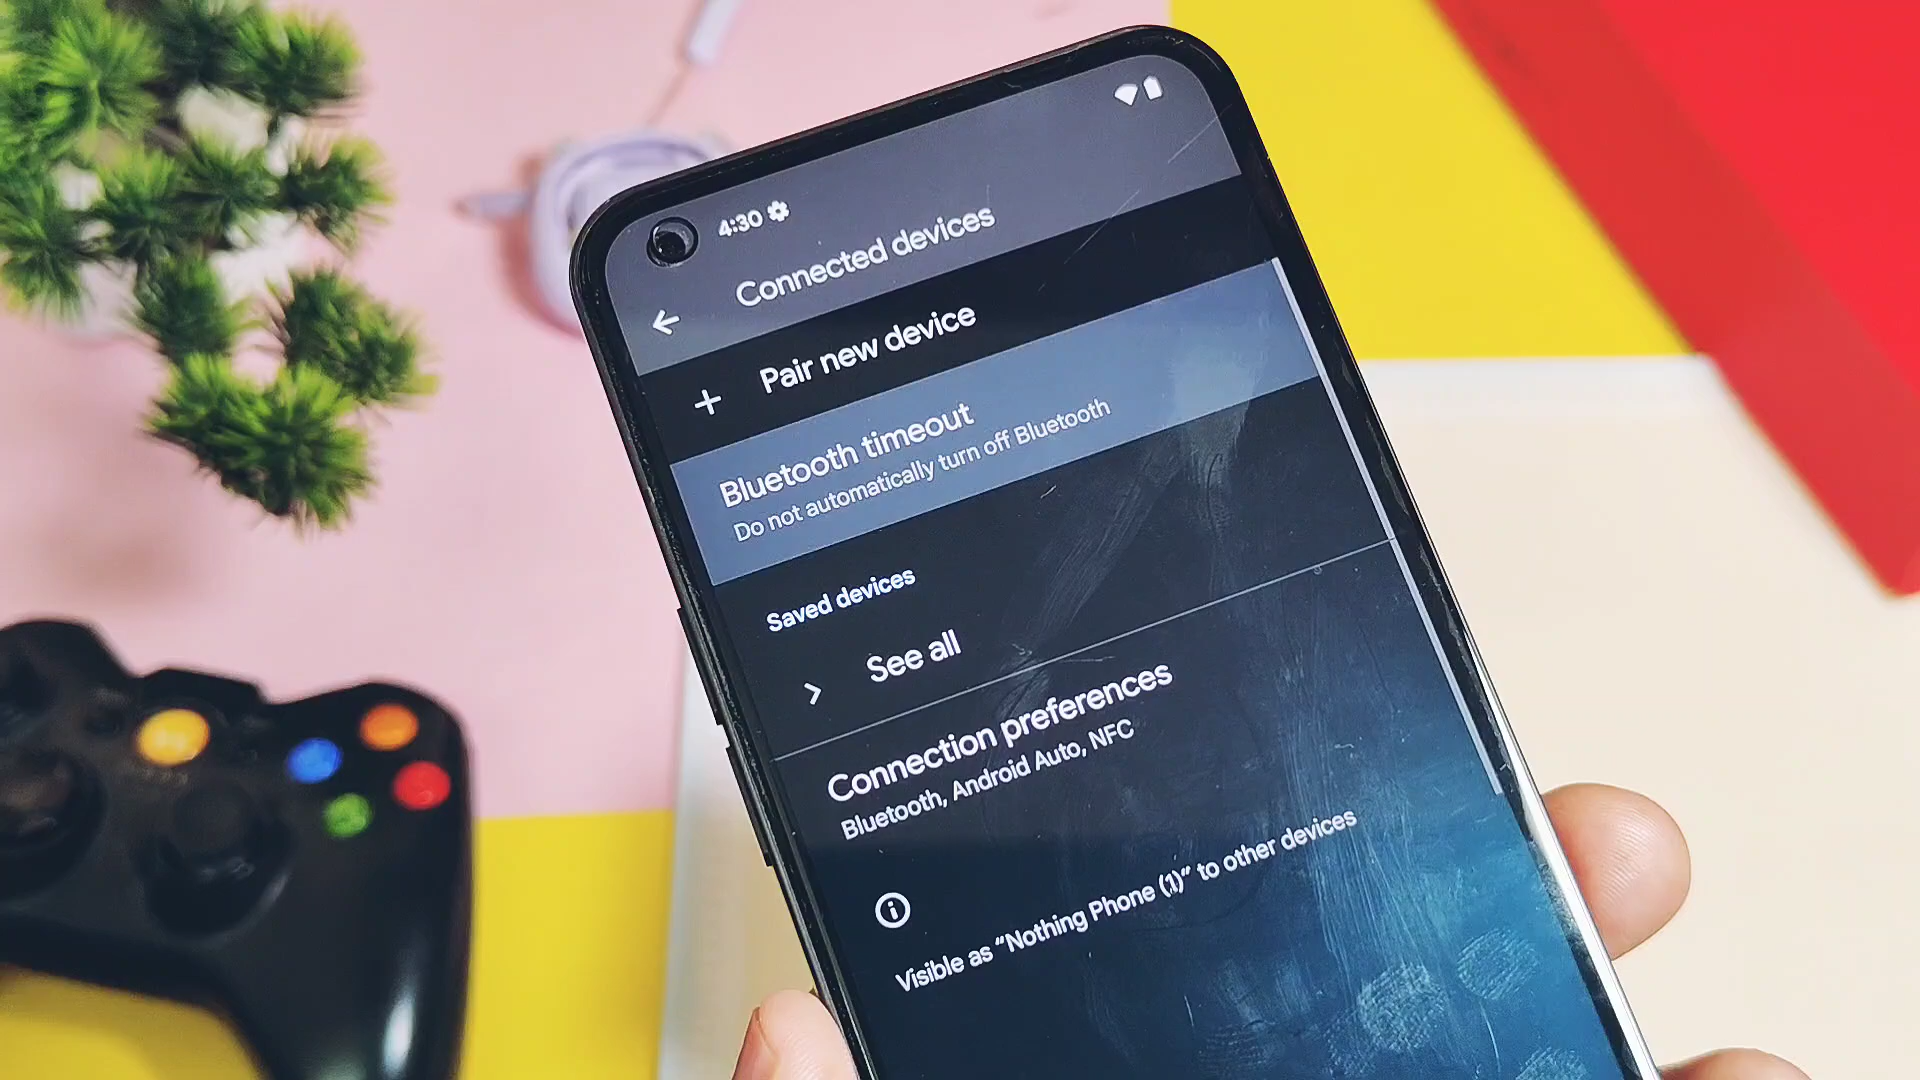 4:30
Connected devices
Pair new device
Bluetooth timeout
Do not automatically turn off Bluetooth
Saved devices
See all
Connection preferences
Bluetooth, Android Auto, NFC
Visible as “Nothing Phone (1)” to other devices